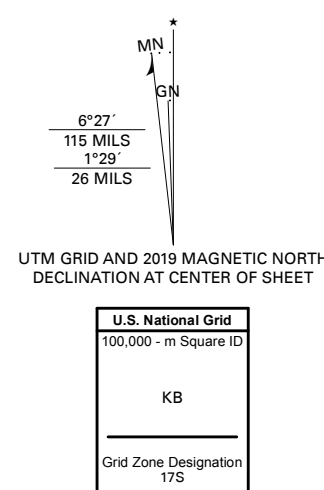 ★
MN
GN
6°27´
115 MILS
1°29´
26 MILS
UTM GRID AND 2019 MAGNETIC NORTH
DECLINATION AT CENTER OF SHEET
U.S. National Grid
100,000 - m Square ID
KB
Grid Zone Designation
17S